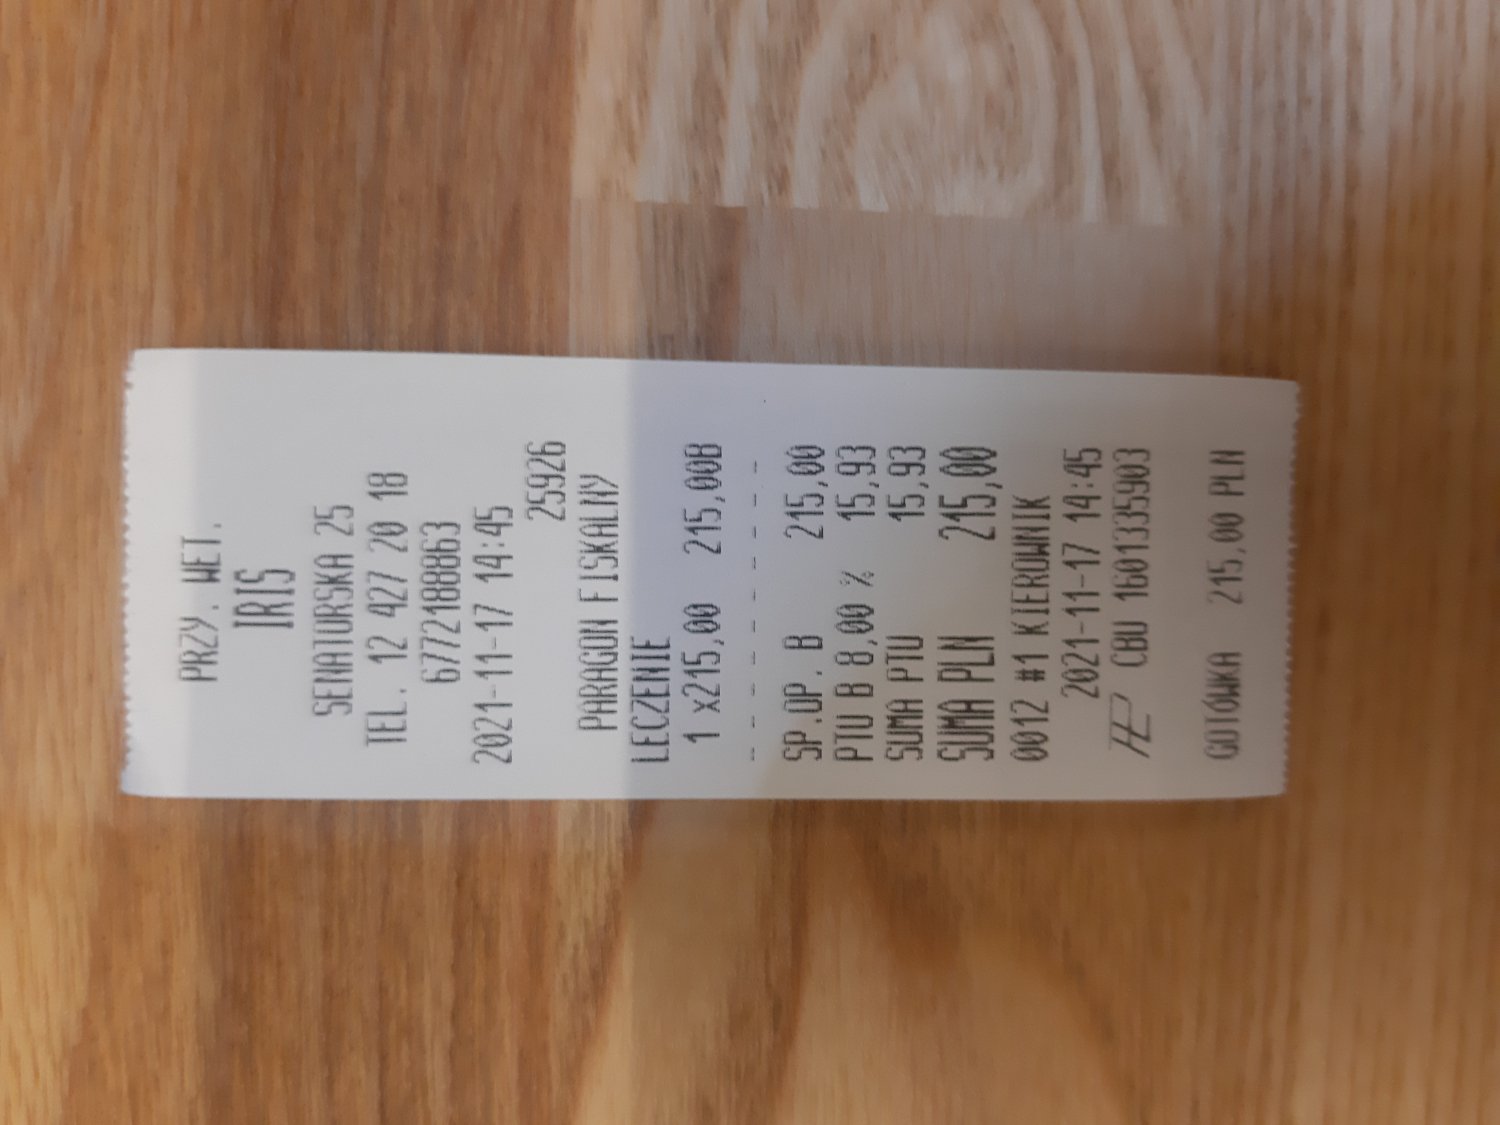 PRZY. WET.
IRIS
SENATORSKA 25
TEL. 12 427 20 18
6772188863
2021-11-17 14:45
25926
PARAGON FISKALNY
LECZENIE
1 x215,00 215,00B
SP.OP. B 215,00
PTU B 8,00 % 15,93
SUMA PTU 15,93
SUMA PLN 215,00
0012 #1 KIEROWNIK
2021-11-17 14:45
CBU 1601335903
GOTÓWKA 215,00 PLN